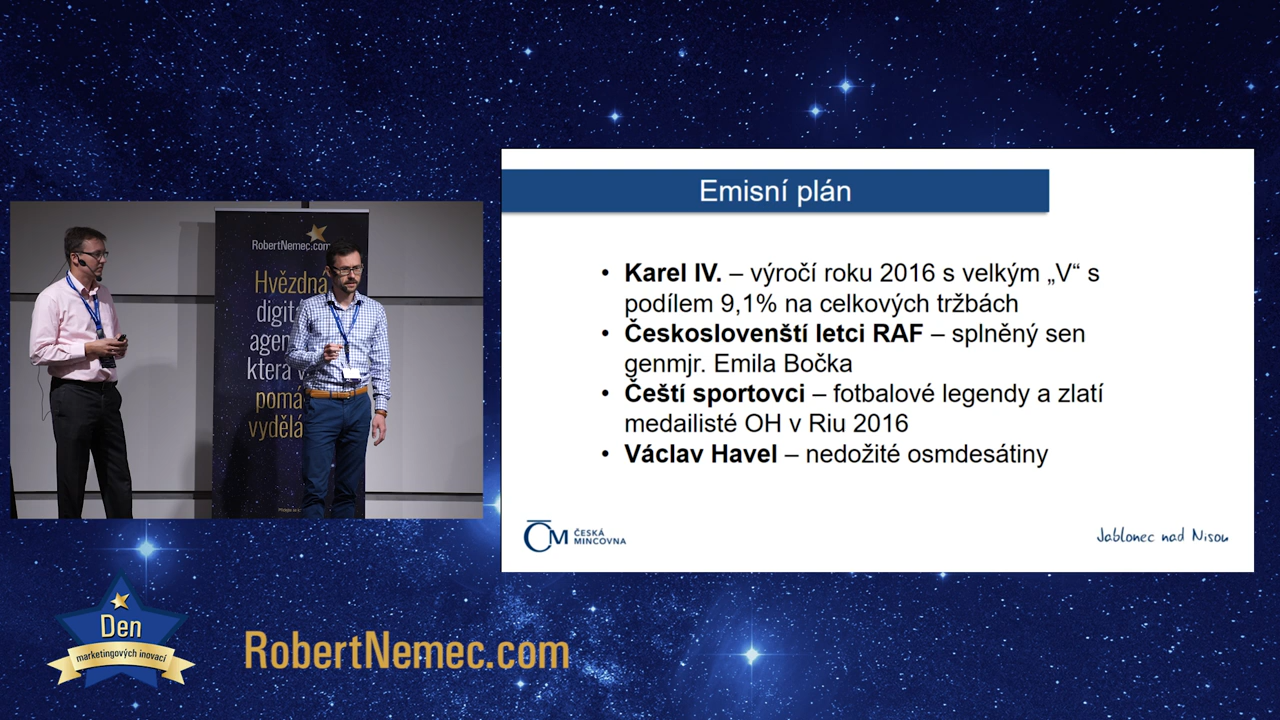 Emisní plán
• Karel IV. – výročí roku 2016 s velkým „V“ s
podílem 9,1% na celkových tržbách
• Českoslovenští letci RAF – splněný sen
genmjr. Emila Bočka
• Čeští sportovci – fotbalové legendy a zlatí
medailisté OH v Riu 2016
• Václav Havel – nedožité osmdesátiny
ČM ČESKÁ
MINCOVNA
Jablonec nad Nisou
RobertNemec.com
Hvězdná
digit
agen
která v
pomá
vydělá
Den
marketingových inovací
RobertNemec.com